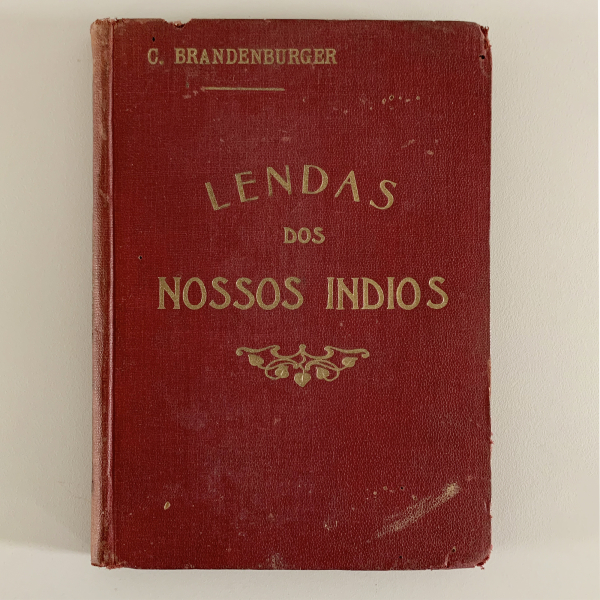 C. BRANDENBURGER
LENDAS
DOS
NOSSOS INDIOS